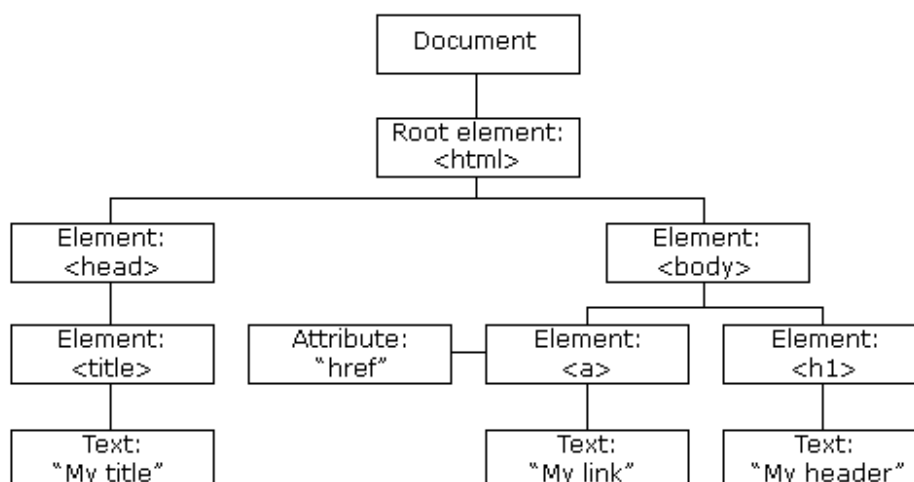 Document
Root element:
<html>
Element:
<head>
Element:
<body>
Element:
<title>
Attribute:
“href”
Element:
<a>
Element:
<h1>
Text:
“My title”
Text:
“My link”
Text:
“My header”